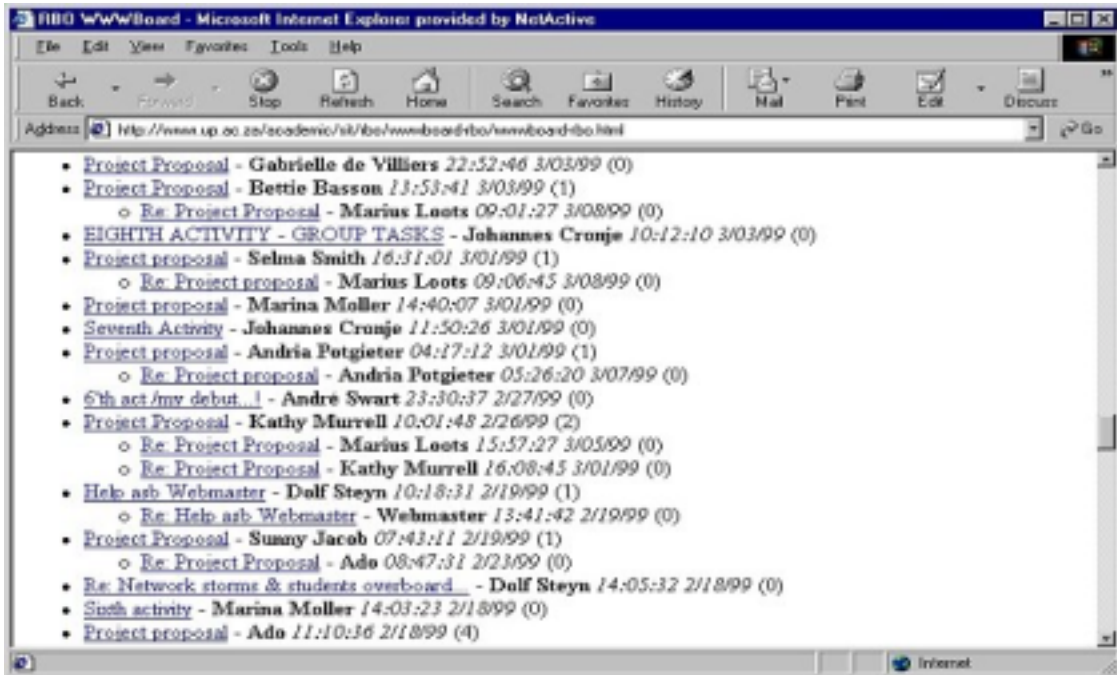 RBO WWWBoard - Microsoft Internet Explorer provided by NetActive
File Edit View Favorites Tools Help
Back Forward Stop Refresh Home Search Favorites History Mail Print Edit Discuss
Address http://www.up.ac.za/academic/sit/rbo/wwwboard-rbo/wwwboard-rbo.html Go
• Project Proposal - Gabrielle de Villiers 22:52:46 3/03/99 (0)
• Project Proposal - Bettie Basson 13:53:41 3/03/99 (1)
o Re: Project Proposal - Marius Loots 09:01:27 3/08/99 (0)
• EIGHTH ACTIVITY - GROUP TASKS - Johannes Cronje 10:12:10 3/03/99 (0)
• Project proposal - Selma Smith 16:31:01 3/01/99 (1)
o Re: Project proposal - Marius Loots 09:06:45 3/08/99 (0)
• Project proposal - Marina Moller 14:40:07 3/01/99 (0)
• Seventh Activity - Johannes Cronje 11:50:26 3/01/99 (0)
• Project proposal - Andria Potgieter 04:17:12 3/01/99 (1)
o Re: Project proposal - Andria Potgieter 05:26:20 3/07/99 (0)
• 6'th act /my debut...! - André Swart 23:30:37 2/27/99 (0)
• Project Proposal - Kathy Murrell 10:01:48 2/26/99 (2)
o Re: Project Proposal - Marius Loots 15:57:27 3/05/99 (0)
o Re: Project Proposal - Kathy Murrell 16:08:45 3/01/99 (0)
• Help asb Webmaster - Dolf Steyn 10:18:31 2/19/99 (1)
o Re: Help asb Webmaster - Webmaster 13:41:42 2/19/99 (0)
• Project Proposal - Sunny Jacob 07:43:11 2/19/99 (1)
o Re: Project Proposal - Ado 08:47:31 2/23/99 (0)
• Re: Network storms & students overboard... - Dolf Steyn 14:05:32 2/18/99 (0)
• Sixth activity - Marina Moller 14:03:23 2/18/99 (0)
• Project proposal - Ado 11:10:36 2/18/99 (4)
Internet